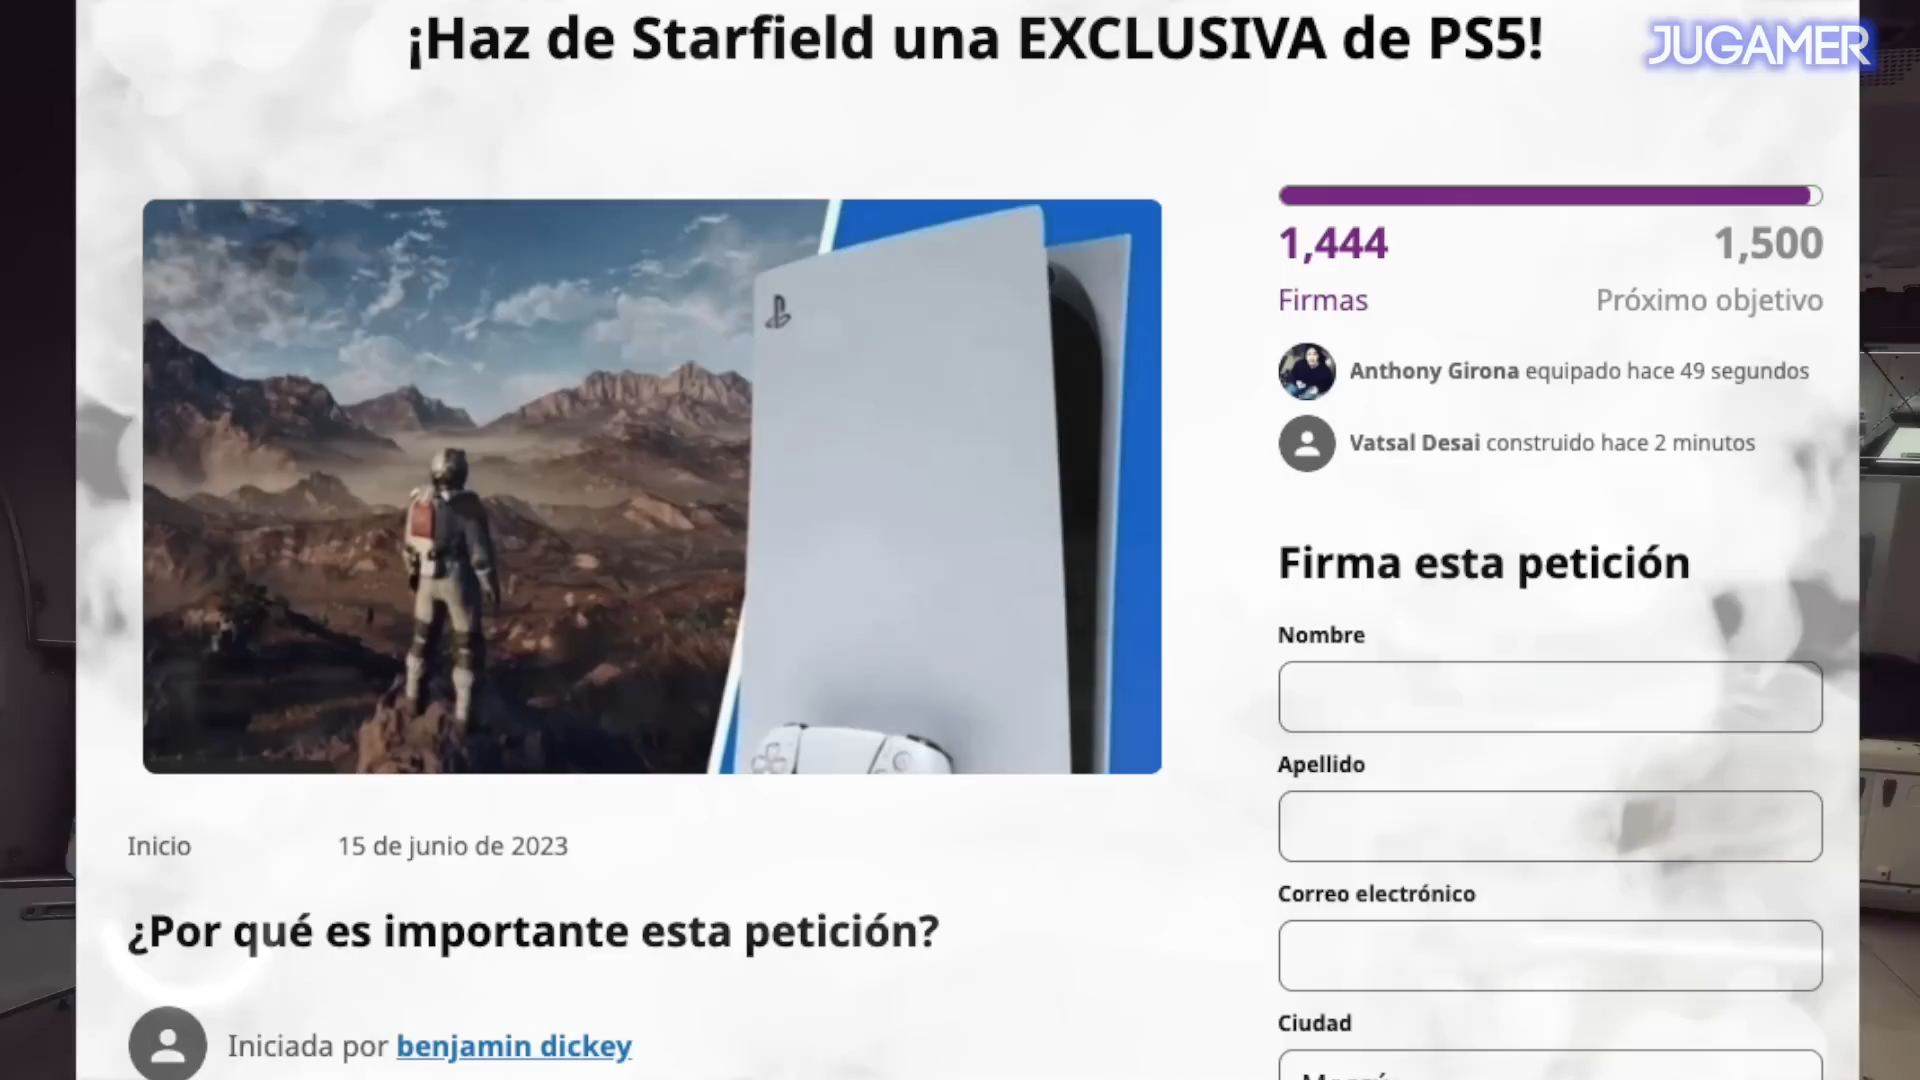 ¡Haz de Starfield una EXCLUSIVA de PS5!
JUGAMER
1,444
1,500
Firmas
Próximo objetivo
Anthony Girona equipado hace 49 segundos
Vatsal Desai construido hace 2 minutos
Firma esta petición
Nombre
Apellido
Correo electrónico
Ciudad
Inicio
15 de junio de 2023
¿Por qué es importante esta petición?
Iniciada por benjamin dickey